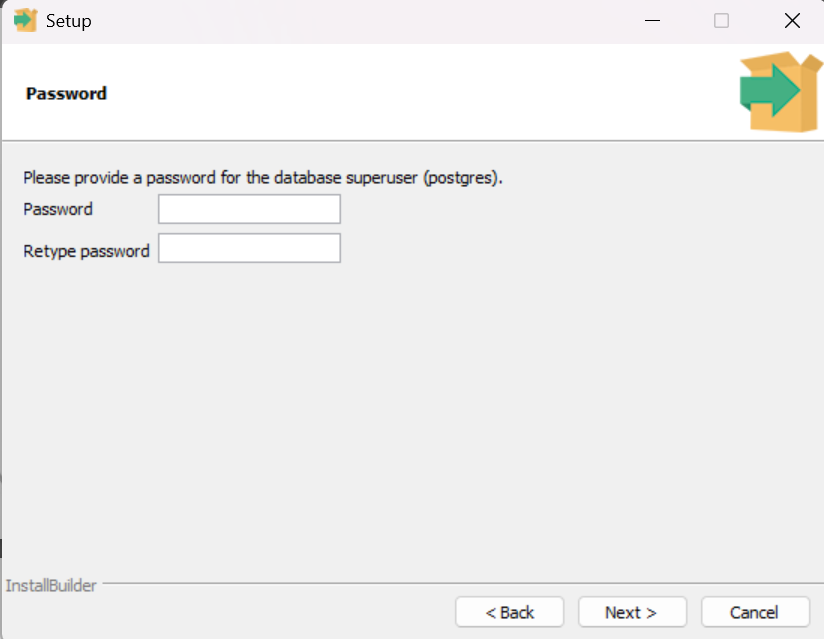 Setup
Password
Please provide a password for the database superuser (postgres).
Password
Retype password
InstallBuilder
< Back Next > Cancel